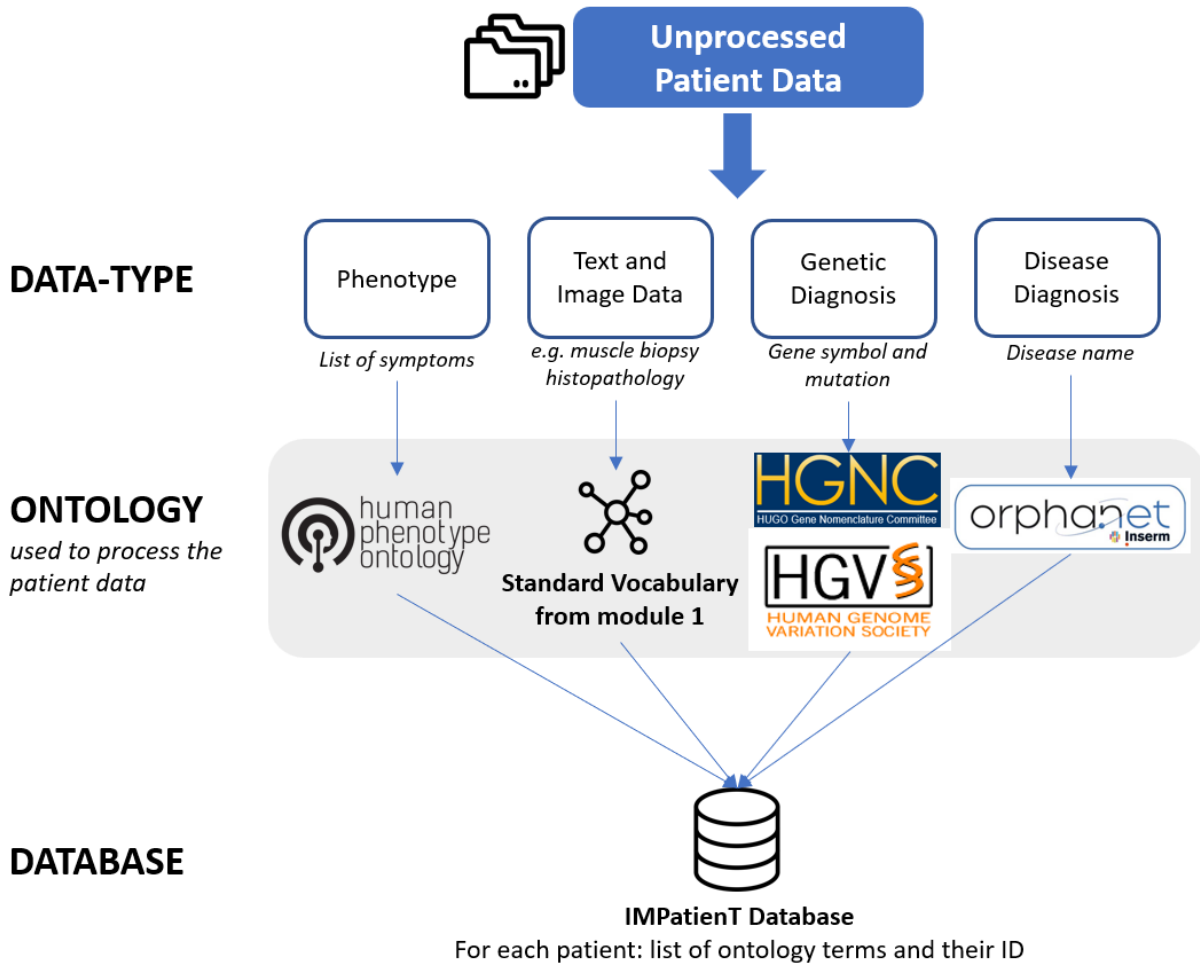 Unprocessed
Patient Data
DATA-TYPE
Phenotype
Text and
Image Data
Genetic
Diagnosis
Disease
Diagnosis
List of symptoms
e.g. muscle biopsy
histopathology
Gene symbol and
mutation
Disease name
ONTOLOGY
used to process the
patient data
human
phenotype
ontology
Standard Vocabulary
from module 1
HGNC
HUGO Gene Nomenclature Committee
HGVS
HUMAN GENOME
VARIATION SOCIETY
orphanet
Inserm
DATABASE
IMPatienT Database
For each patient: list of ontology terms and their ID